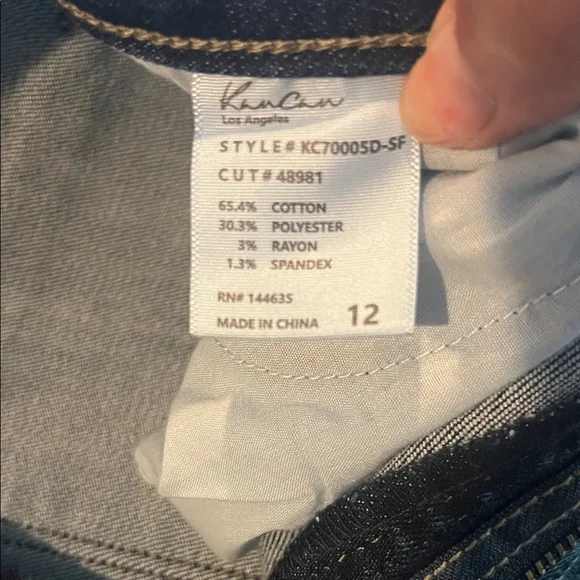 KanCan
Los Angeles
STYLE# KC70005D-SF
CUT# 48981
65.4% COTTON
30.3% POLYESTER
3% RAYON
1.3% SPANDEX
RN# 144635
MADE IN CHINA 12